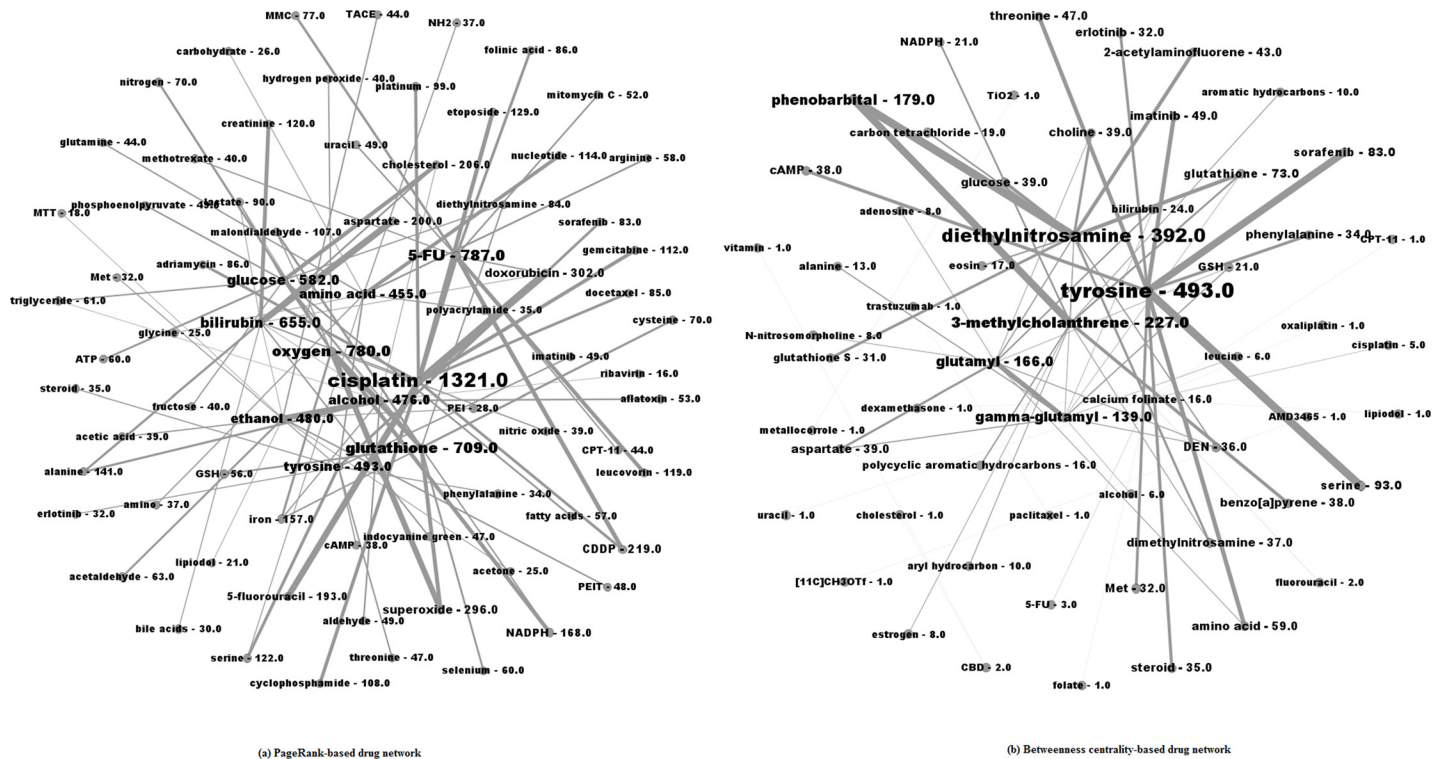 MMC - 77.0
TACE - 44.0
NH2 - 37.0
carbohydrate - 26.0
folinic acid - 86.0
nitrogen - 70.0
hydrogen peroxide - 40.0
platinum - 99.0
mitomycin C - 52.0
etoposide - 129.0
creatinine - 120.0
glutamine - 44.0
uracil - 49.0
methotrexate - 40.0
cholesterol - 206.0
nucleotide - 114.0
arginine - 58.0
MTT - 18.0
phosphoenolpyruvate - 49.0
lactate - 90.0
diethylnitrosamine - 84.0
aspartate - 200.0
sorafenib - 83.0
malondialdehyde - 107.0
gemcitabine - 112.0
5-FU - 787.0
adriamycin - 86.0
doxorubicin - 302.0
Met - 32.0
glucose - 582.0
amino acid - 455.0
docetaxel - 85.0
triglyceride - 61.0
polyacrylamide - 35.0
bilirubin - 655.0
cysteine - 70.0
glycine - 25.0
oxygen - 780.0
imatinib - 49.0
ATP - 60.0
ribavirin - 16.0
cisplatin - 1321.0
steroid - 35.0
alcohol - 476.0
aflatoxin - 53.0
fructose - 40.0
PEI - 28.0
ethanol - 480.0
nitric oxide - 39.0
acetic acid - 39.0
glutathione - 709.0
CPT-11 - 44.0
tyrosine - 493.0
alanine - 141.0
GSH - 56.0
leucovorin - 119.0
phenylalanine - 34.0
amino - 37.0
erlotinib - 32.0
iron - 157.0
fatty acids - 57.0
indocyanine green - 47.0
cAMP - 38.0
CDDP - 219.0
lipiodol - 21.0
acetaldehyde - 63.0
acetone - 25.0
PEIT - 48.0
5-fluorouracil - 193.0
superoxide - 296.0
aldehyde - 49.0
bile acids - 30.0
NADPH - 168.0
serine - 122.0
threonine - 47.0
selenium - 60.0
cyclophosphamide - 108.0
(a) PageRank-based drug network
threonine - 47.0
erlotinib - 32.0
NADPH - 21.0
2-acetylaminofluorene - 43.0
phenobarbital - 179.0
TiO2 - 1.0
aromatic hydrocarbons - 10.0
imatinib - 49.0
carbon tetrachloride - 19.0
choline - 39.0
sorafenib - 83.0
cAMP - 38.0
glutathione - 73.0
glucose - 39.0
adenosine - 8.0
bilirubin - 24.0
diethylnitrosamine - 392.0
phenylalanine - 34.0
CPT-11 - 1.0
vitamin - 1.0
alanine - 13.0
eosin - 17.0
GSH - 21.0
tyrosine - 493.0
trastuzumab - 1.0
3-methylcholanthrene - 227.0
oxaliplatin - 1.0
N-nitrosomorpholine - 8.0
cisplatin - 5.0
glutathione S - 31.0
glutamyl - 166.0
leucine - 6.0
calcium folinate - 16.0
dexamethasone - 1.0
gamma-glutamyl - 139.0
AMD3465 - 1.0
lipiodol - 1.0
metallocorrole - 1.0
aspartate - 39.0
DEN - 36.0
polycyclic aromatic hydrocarbons - 16.0
serine - 93.0
alcohol - 6.0
benzo[a]pyrene - 38.0
uracil - 1.0
cholesterol - 1.0
paclitaxel - 1.0
dimethylnitrosamine - 37.0
aryl hydrocarbon - 10.0
[11C]CH3OTf - 1.0
Met - 32.0
fluorouracil - 2.0
5-FU - 3.0
amino acid - 59.0
estrogen - 8.0
CBD - 2.0
steroid - 35.0
folate - 1.0
(b) Betweenness centrality-based drug network